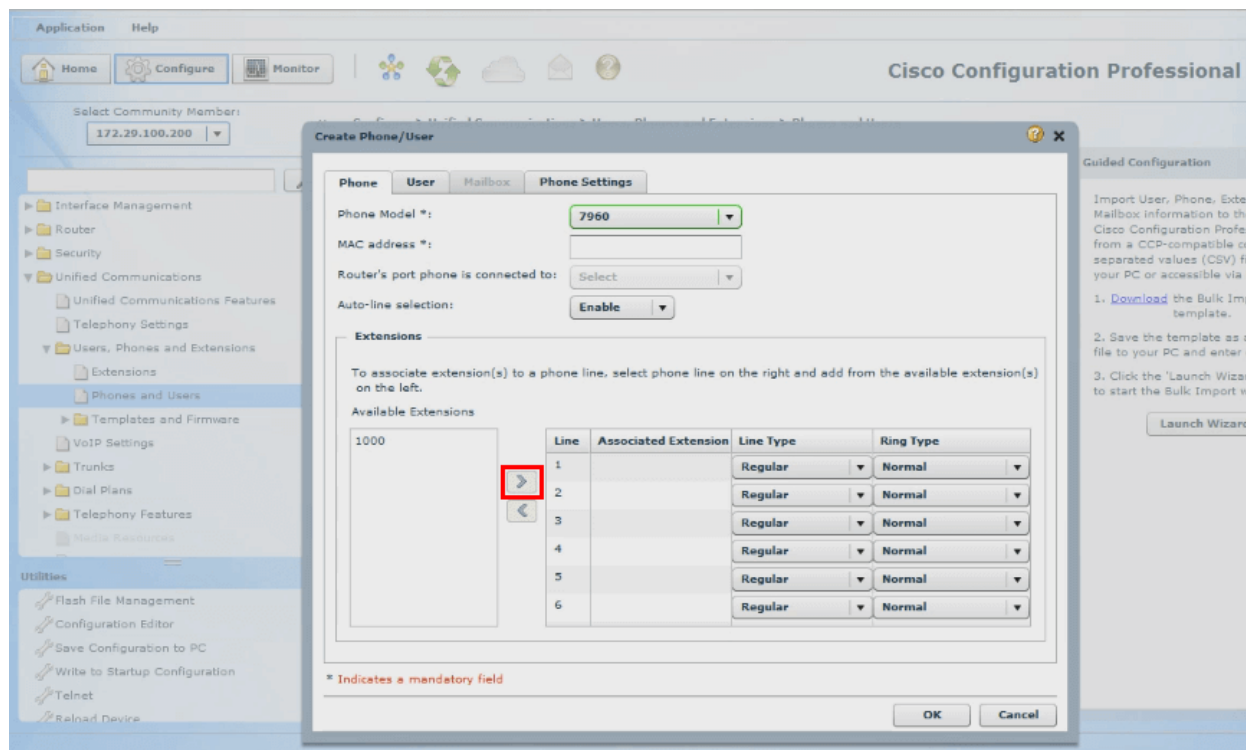 Application Help
Home Configure Monitor
Cisco Configuration Professional
Select Community Member:
172.29.100.200
Create Phone/User
Phone User Mailbox Phone Settings
Phone Model *: 7960
MAC address *:
Router's port phone is connected to: Select
Auto-line selection: Enable
Extensions
To associate extension(s) to a phone line, select phone line on the right and add from the available extension(s)
on the left.
Available Extensions
1000
Line Associated Extension Line Type Ring Type
1 Regular Normal
2 Regular Normal
3 Regular Normal
4 Regular Normal
5 Regular Normal
6 Regular Normal
* Indicates a mandatory field
OK Cancel
Interface Management
Router
Security
Unified Communications
Unified Communications Features
Telephony Settings
Users, Phones and Extensions
Extensions
Phones and Users
Templates and Firmware
VoIP Settings
Trunks
Dial Plans
Telephony Features
Media Resources
Utilities
Flash File Management
Configuration Editor
Save Configuration to PC
Write to Startup Configuration
Telnet
Reload Device
Guided Configuration
Import User, Phone, Exte
Mailbox information to th
Cisco Configuration Profe
from a CCP-compatible c
separated values (CSV) f
your PC or accessible via
1. Download the Bulk Im
template.
2. Save the template as
file to your PC and enter
3. Click the 'Launch Wiza
to start the Bulk Import
Launch Wizard